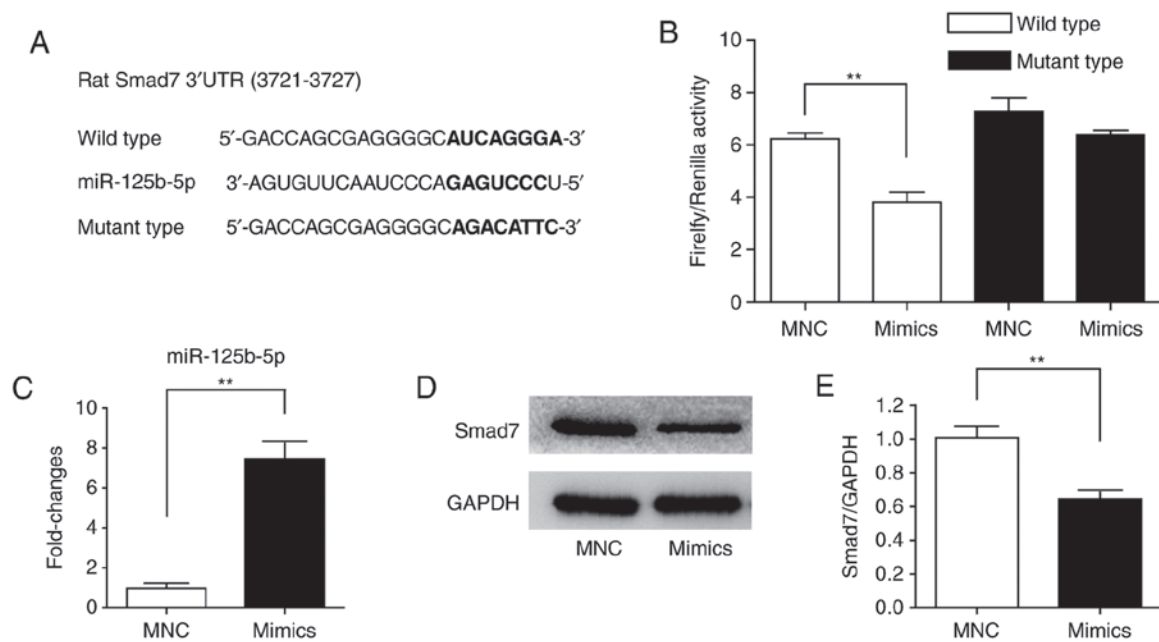 A
Rat Smad7 3′UTR (3721-3727)
Wild type 5′-GACCAGCGAGGGGCAUCAGGGA-3′
miR-125b-5p 3′-AGUGUUCAAUCCCAGAGUCCCU-5′
Mutant type 5′-GACCAGCGAGGGGCAGACATTC-3′
B
Wild type
Mutant type
Firelfy/Renilla activity
10
8
6
4
2
0
**
MNC Mimics MNC Mimics
C
miR-125b-5p
**
Fold-changes
10
8
6
4
2
0
MNC Mimics
D
Smad7
GAPDH
MNC Mimics
E
**
Smad7/GAPDH
1.2
1.0
0.8
0.6
0.4
0.2
0.0
MNC Mimics